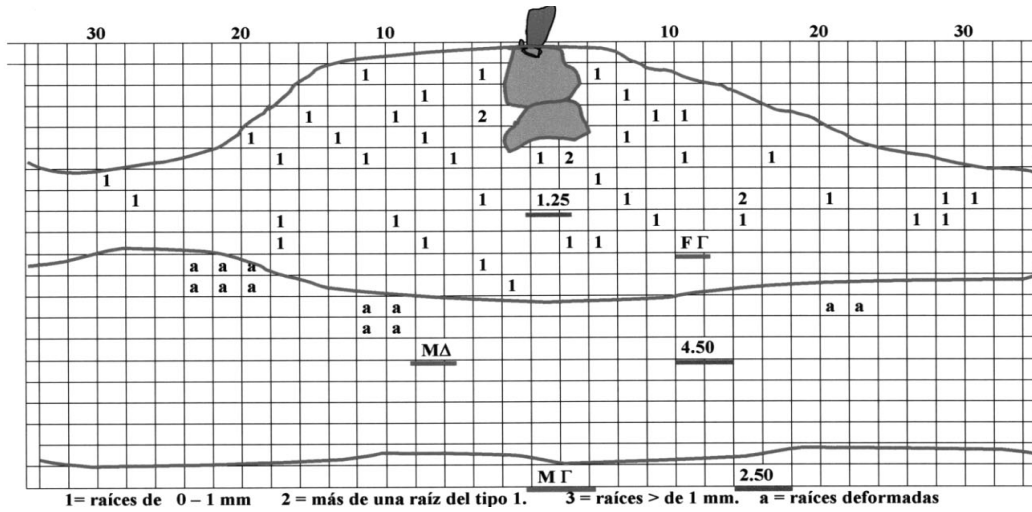 30 20 10 10 20 30
1 1 1
1 1
1 1 2 1 1
1 1 1 1
1 1 1 1 2 1 1
1 1
1 1 1.25 1 2 1 1 1
1 1 1 1 1 1
1 1 1 1 F Γ
a a a 1
a a a 1
a a a a
a a
MΔ 4.50
M Γ 2.50
1= raíces de 0 – 1 mm 2 = más de una raíz del tipo 1. 3 = raíces > de 1 mm. a = raíces deformadas